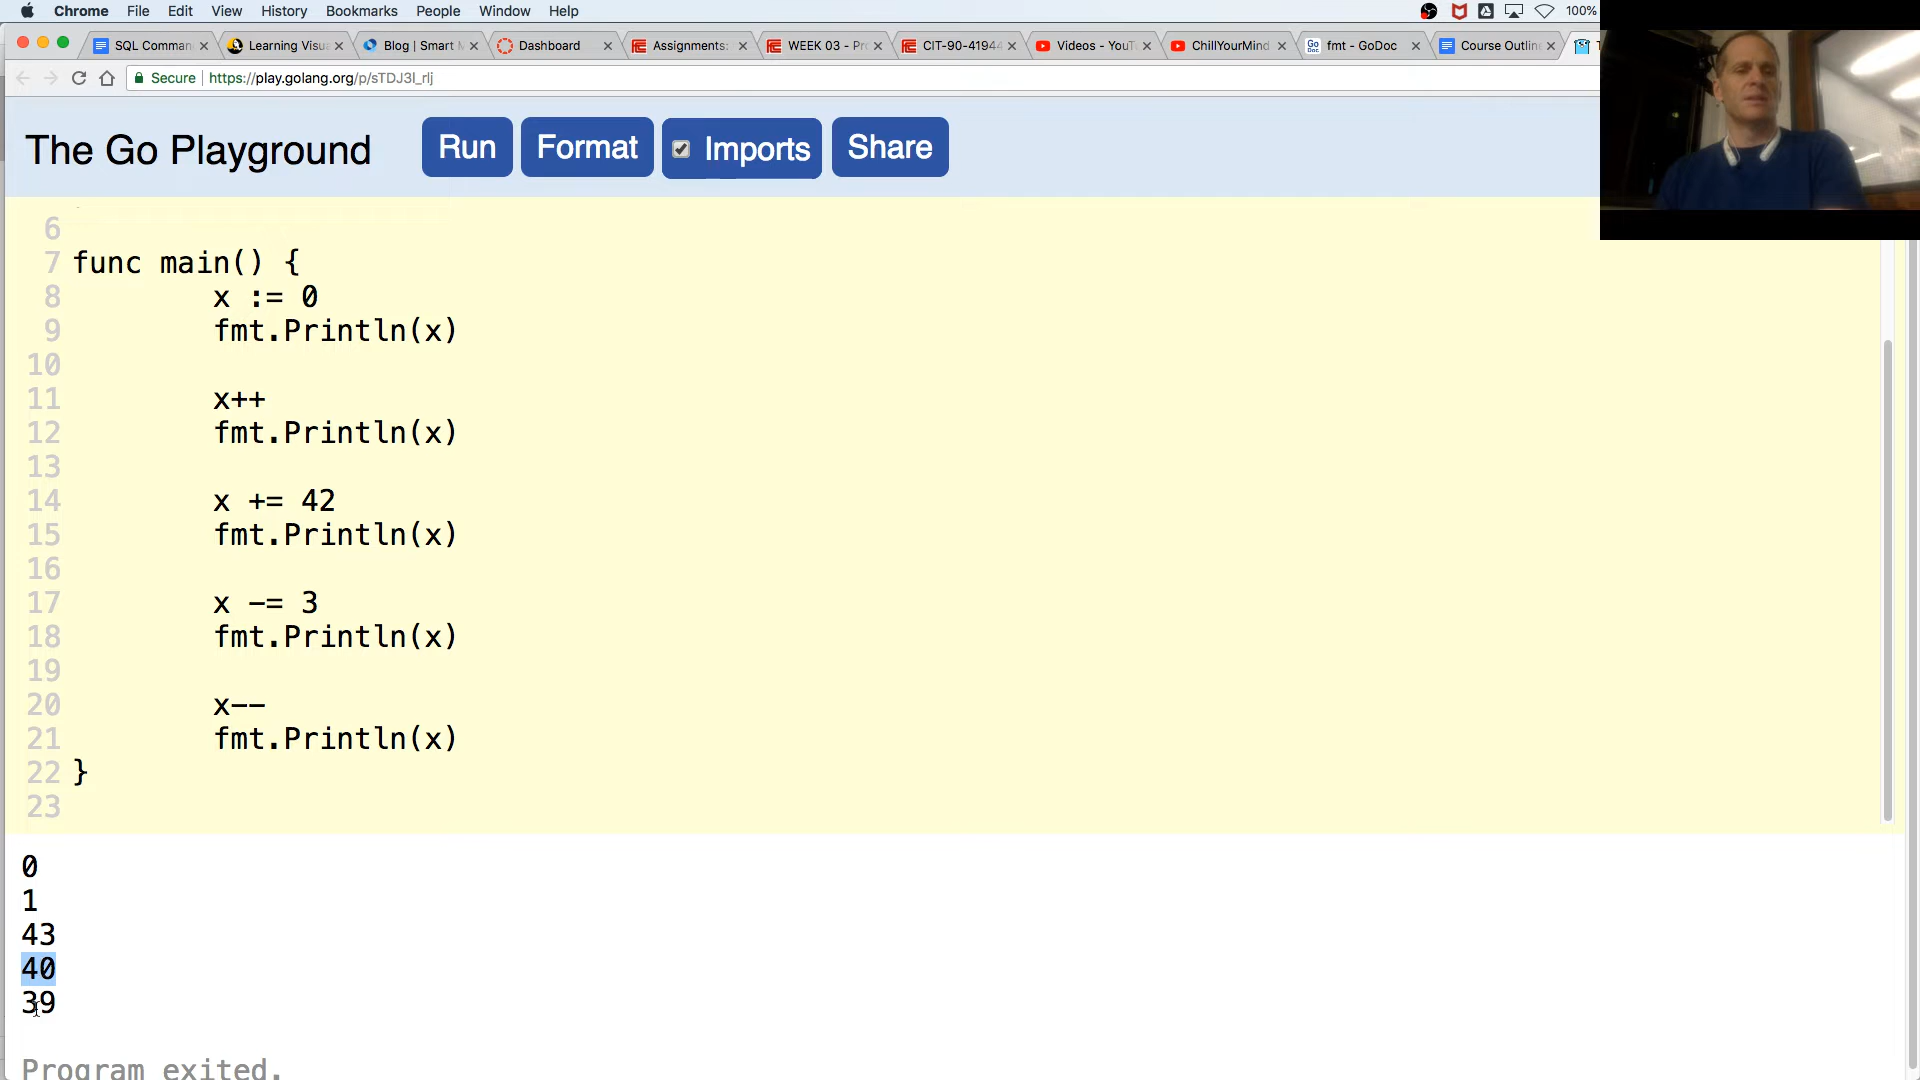 Chrome File Edit View History Bookmarks People Window Help 100%
SQL Comman Learning Visua Blog | Smart M Dashboard Assignments: WEEK 03 - Pr CIT-90-41944 Videos - YouT ChillYourMind fmt - GoDoc Course Outlin
Secure https://play.golang.org/p/sTDJ3I_rlj
The Go Playground Run Format Imports Share
6
7 func main() {
8 x := 0
9 fmt.Println(x)
10
11 x++
12 fmt.Println(x)
13
14 x += 42
15 fmt.Println(x)
16
17 x -= 3
18 fmt.Println(x)
19
20 x--
21 fmt.Println(x)
22 }
23
0
1
43
40
39
Program exited.